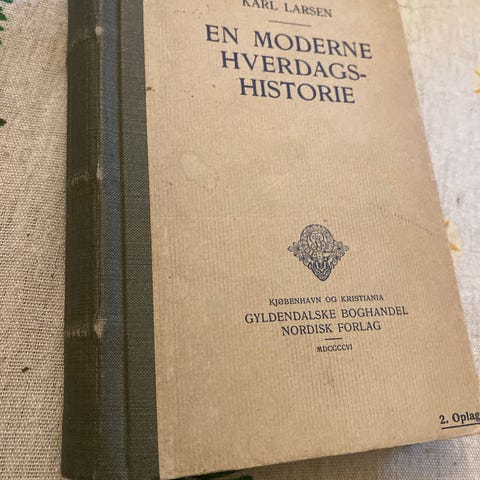 KARL LARSEN
EN MODERNE
HVERDAGS-
HISTORIE
KJØBENHAVN OG KRISTIANIA
GYLDENDALSKE BOGHANDEL
NORDISK FORLAG
MDCCCCVI
2. Oplag